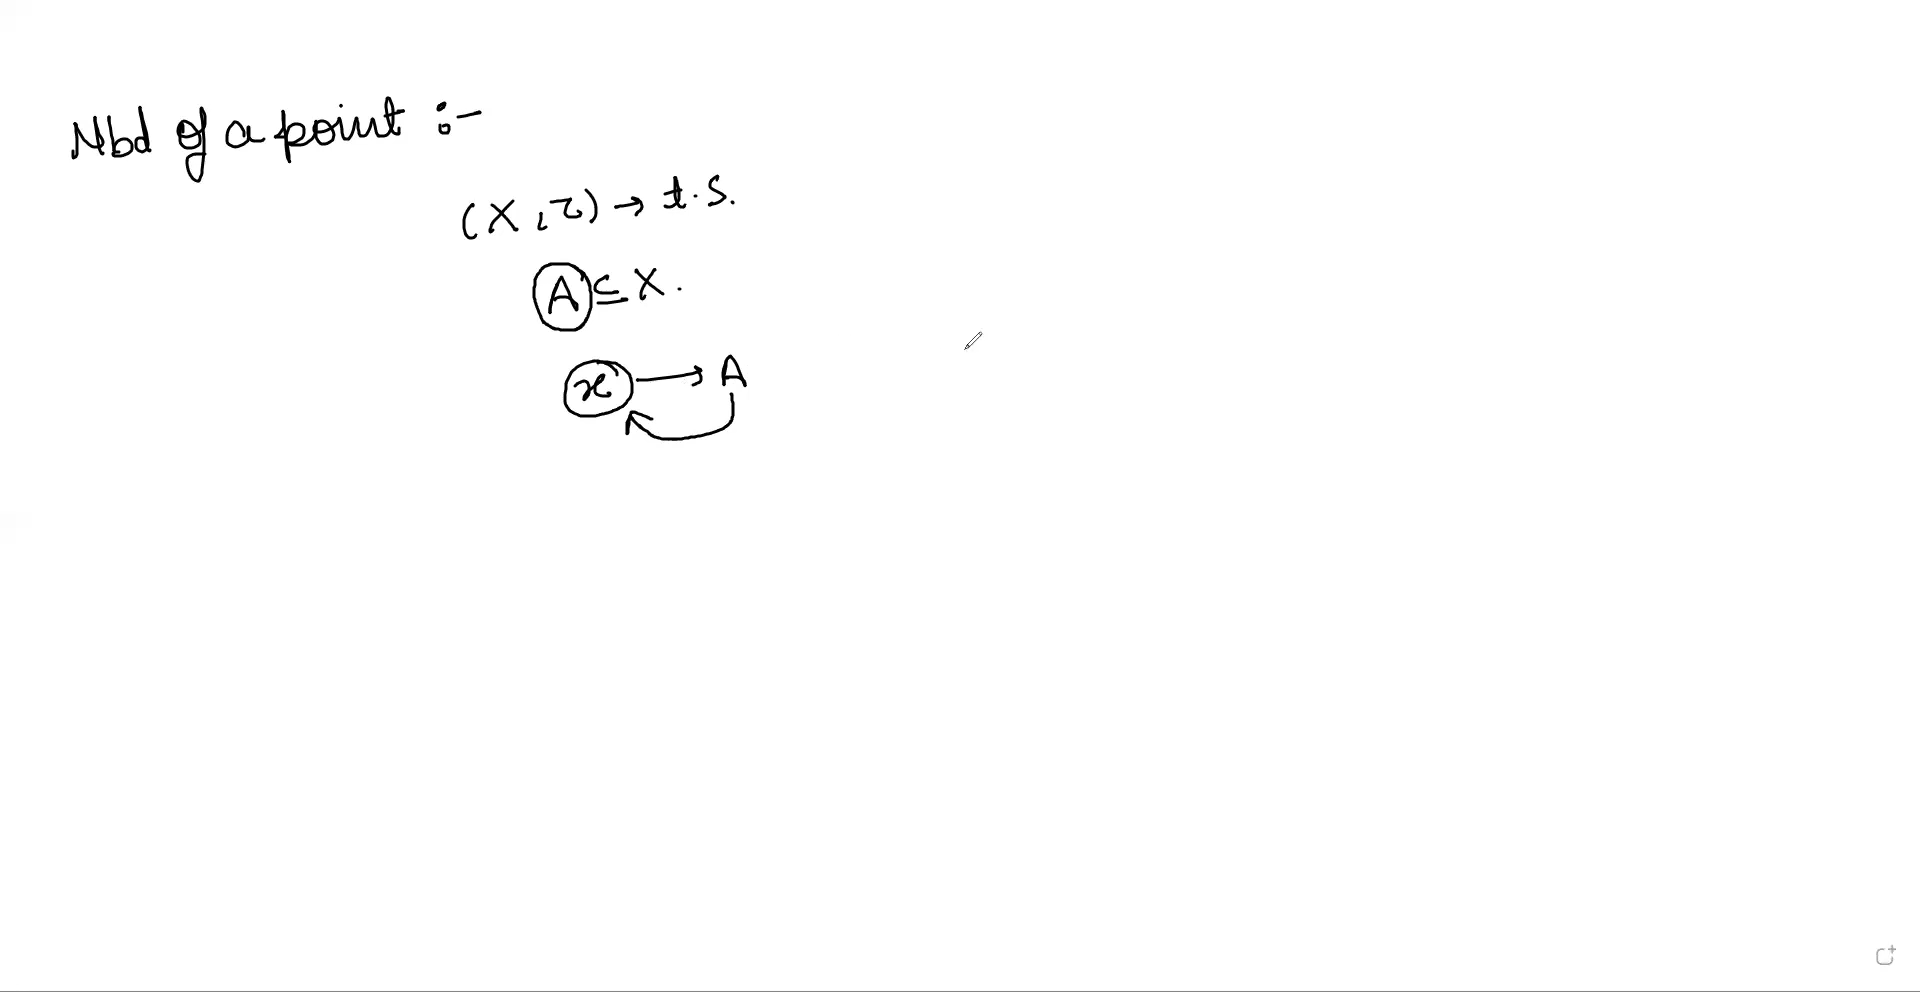 Nbd of a point :-
(X, τ) → t.s.
A ⊆ X.
x → A